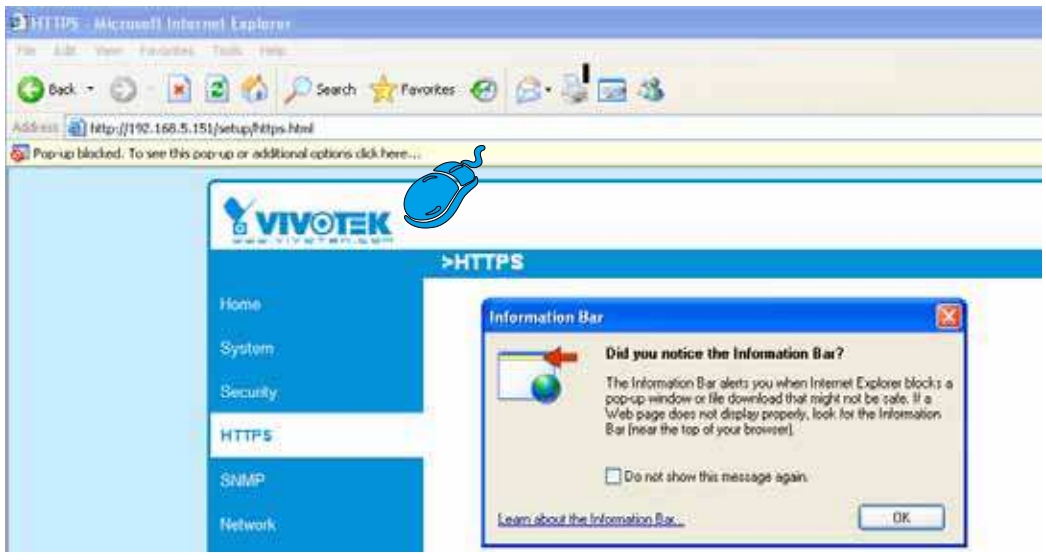 HTTPS - Microsoft Internet Explorer
File Edit View Favorites Tools Help
Back Search Favorites
Address http://192.168.5.151/setup/https.html
Pop-up blocked. To see this pop-up or additional options click here...
VIVOTEK
www.vivotek.com
>HTTPS
Home
System
Security
HTTPS
SNMP
Network
Information Bar
Did you notice the Information Bar?
The Information Bar alerts you when Internet Explorer blocks a
pop-up window or file download that might not be safe. If a
Web page does not display properly, look for the Information
Bar (near the top of your browser).
Do not show this message again.
Learn about the Information Bar...
OK